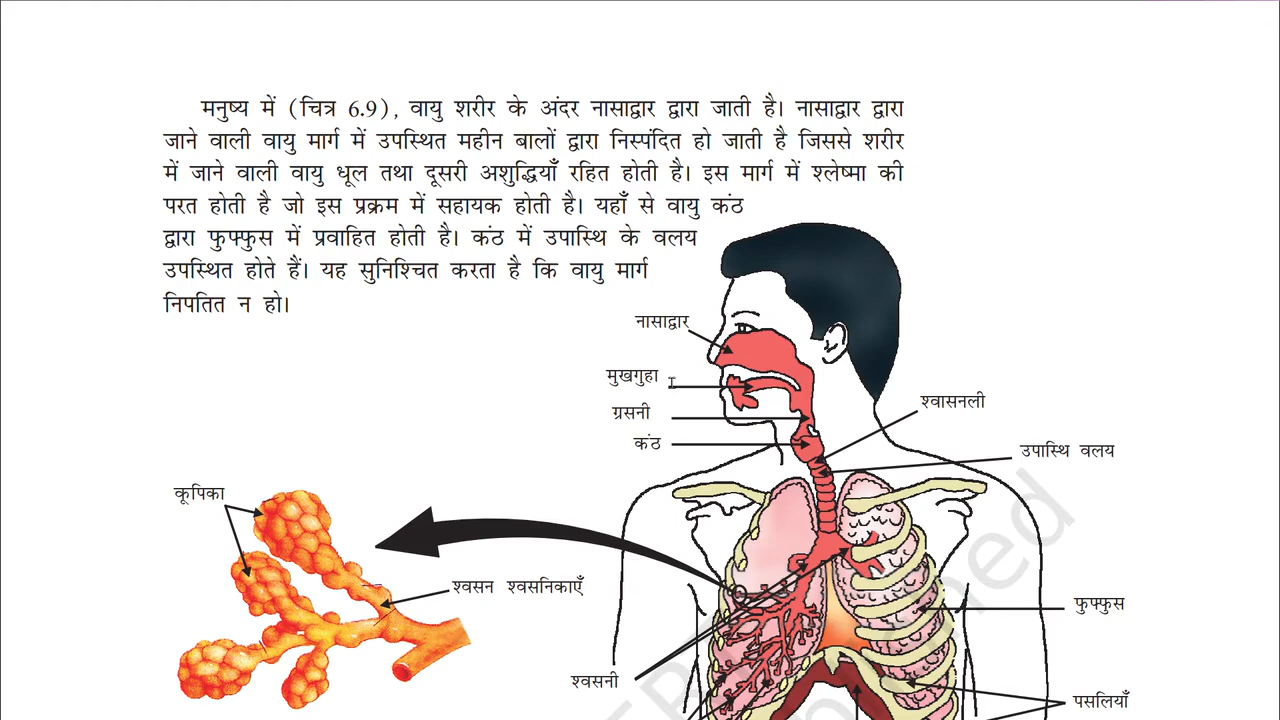 मनुष्य में (चित्र 6.9), वायु शरीर के अंदर नासाद्वार द्वारा जाती है। नासाद्वार द्वारा
जाने वाली वायु मार्ग में उपस्थित महीन बालों द्वारा निस्पंदित हो जाती है जिससे शरीर
में जाने वाली वायु धूल तथा दूसरी अशुद्धियाँ रहित होती है। इस मार्ग में श्लेष्मा की
परत होती है जो इस प्रक्रम में सहायक होती है। यहाँ से वायु कंठ
द्वारा फुफ्फुस में प्रवाहित होती है। कंठ में उपास्थि के वलय
उपस्थित होते हैं। यह सुनिश्चित करता है कि वायु मार्ग
निपतित न हो।
नासाद्वार
मुखगुहा
ग्रसनी
कंठ
श्वासनली
उपास्थि वलय
कूपिका
श्वसन श्वसनिकाएँ
फुफ्फुस
श्वसनी
पसलियाँ